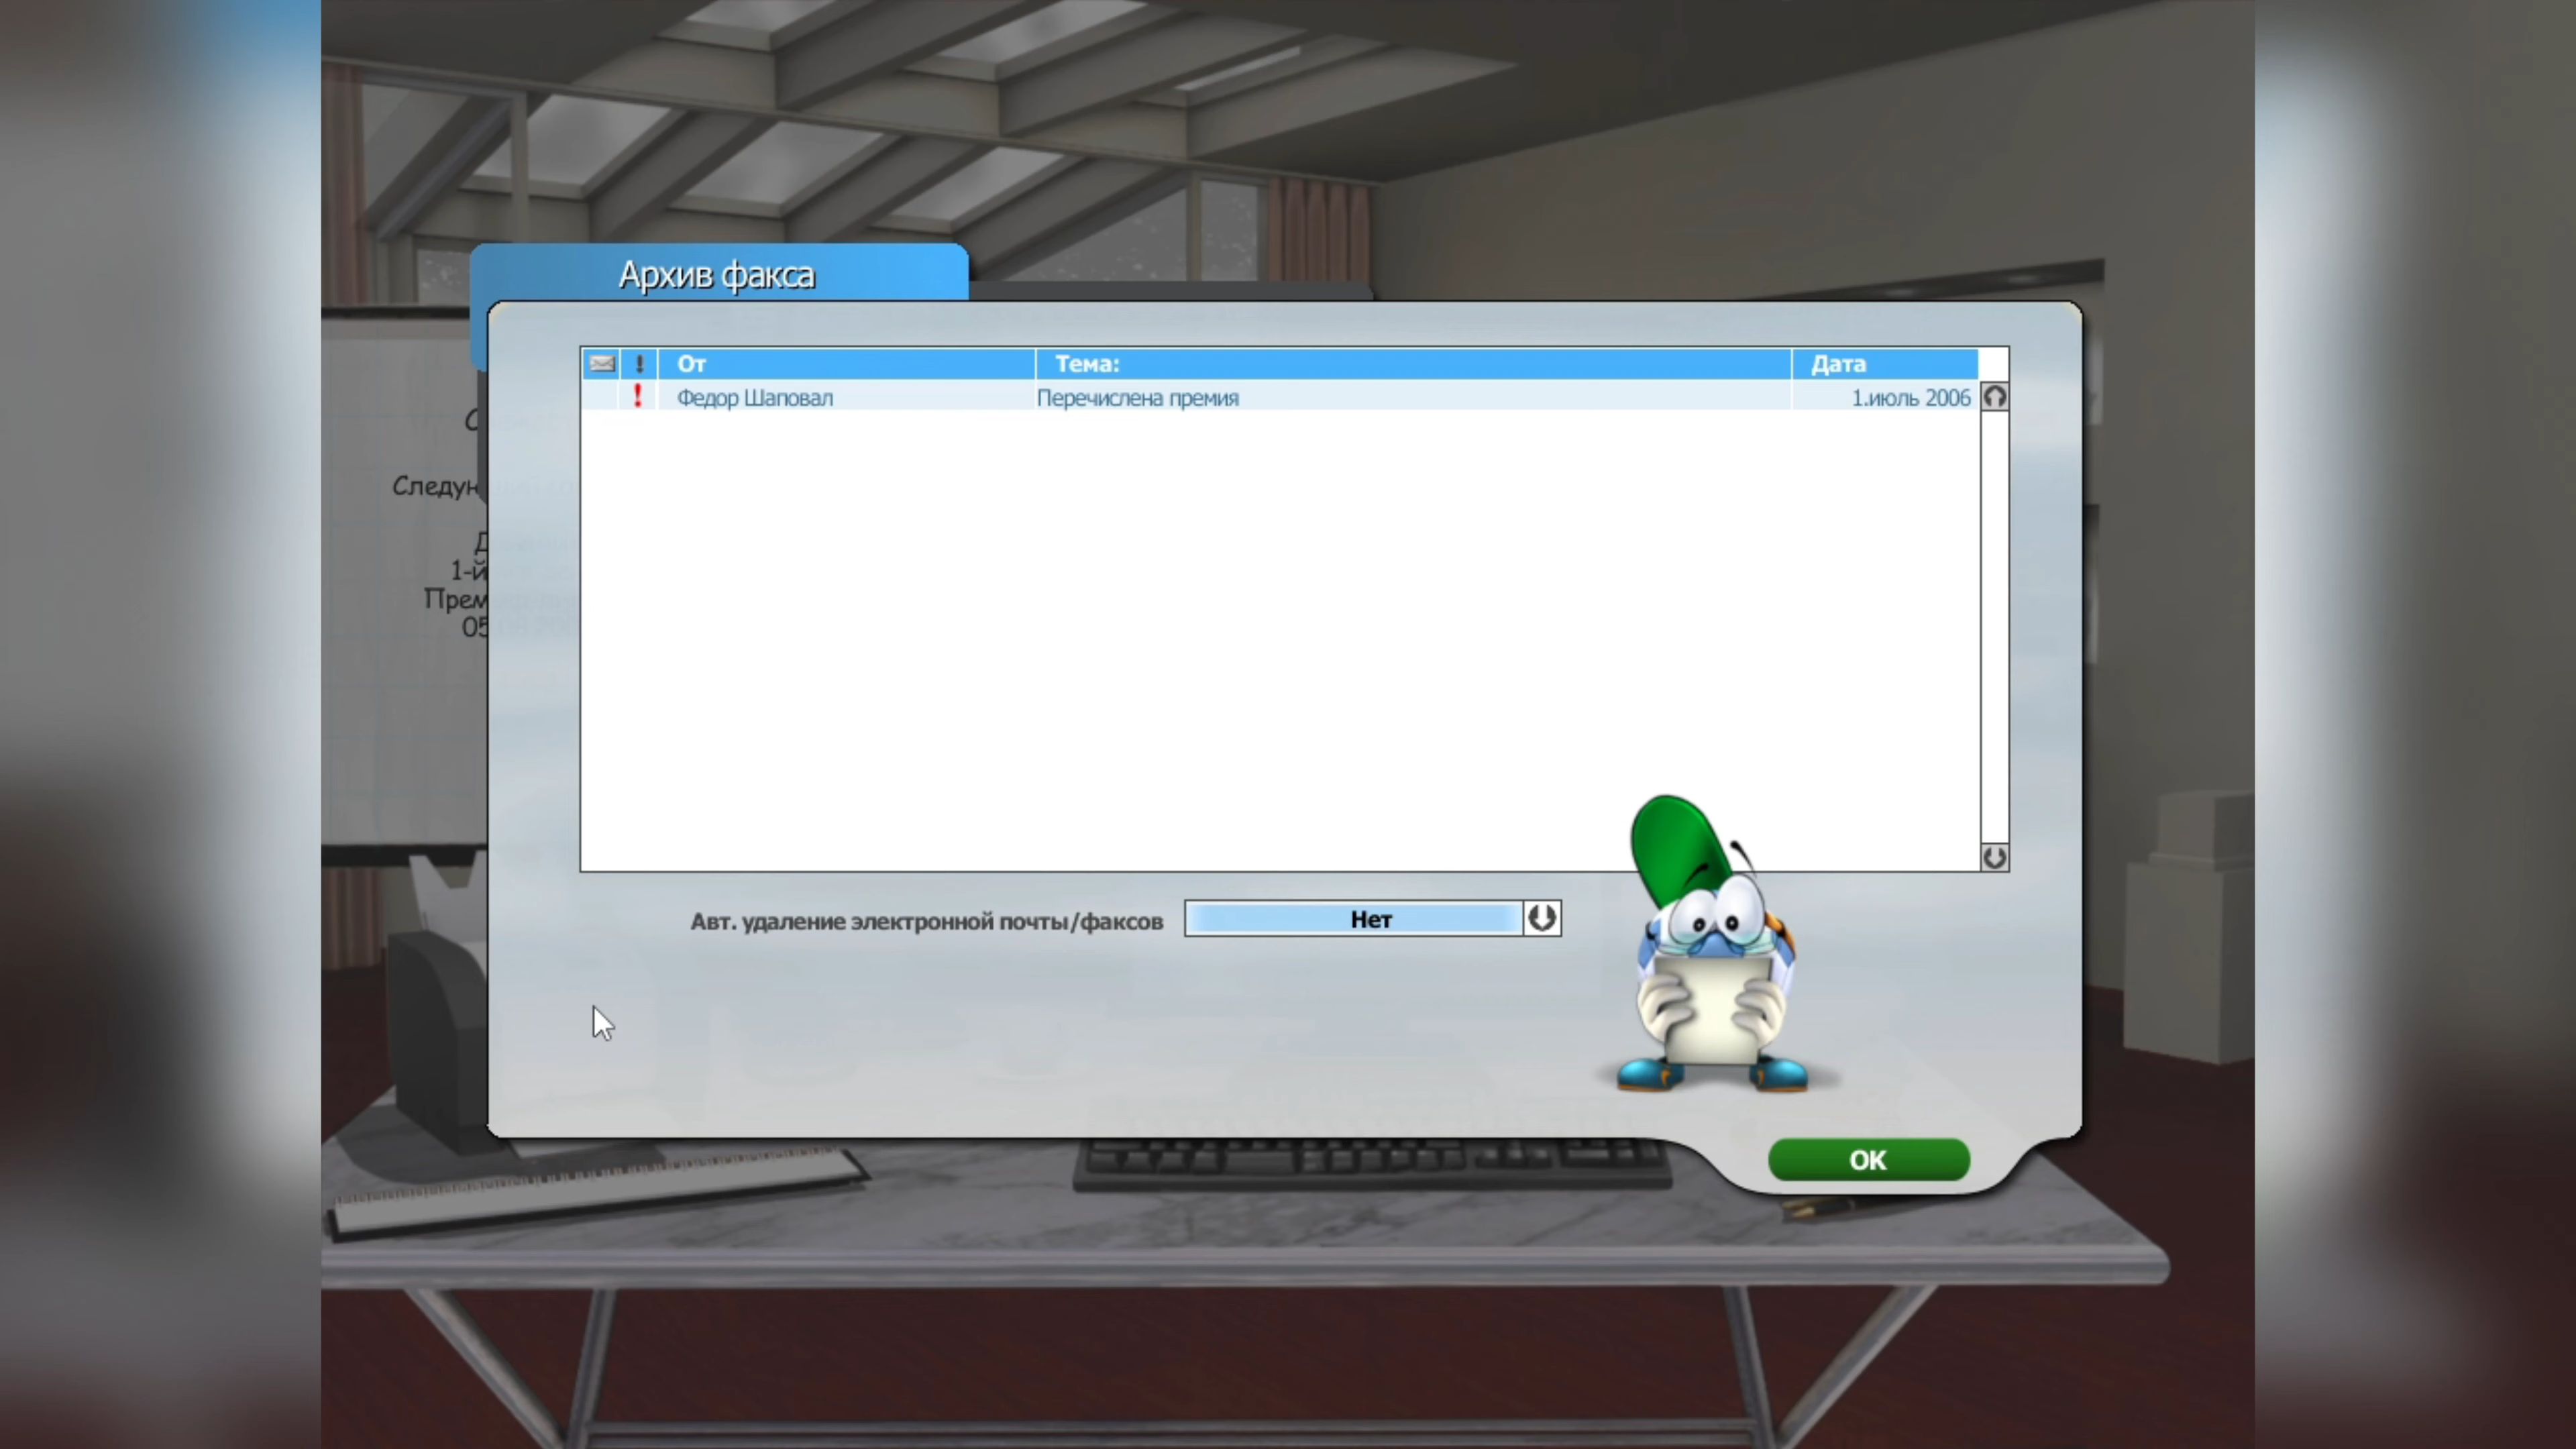 Архив факса
! От Тема: Дата
! Федор Шаповал Перечислена премия 1.июль 2006
1-й
Авт. удаление электронной почты/факсов Нет
OK